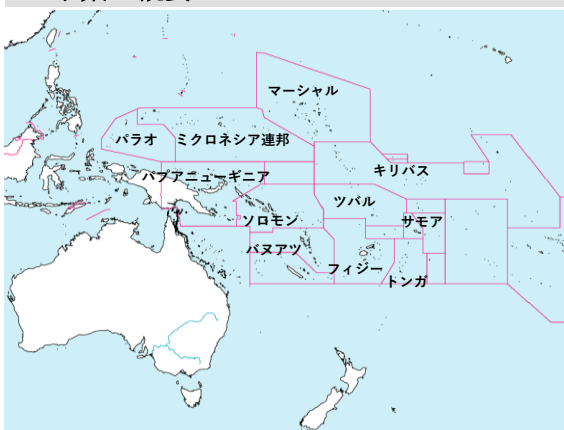 マーシャル
パラオ
ミクロネシア連邦
パプアニューギニア
キリバス
ツバル
ソロモン
サモア
バヌアツ
フィジー
トンガ